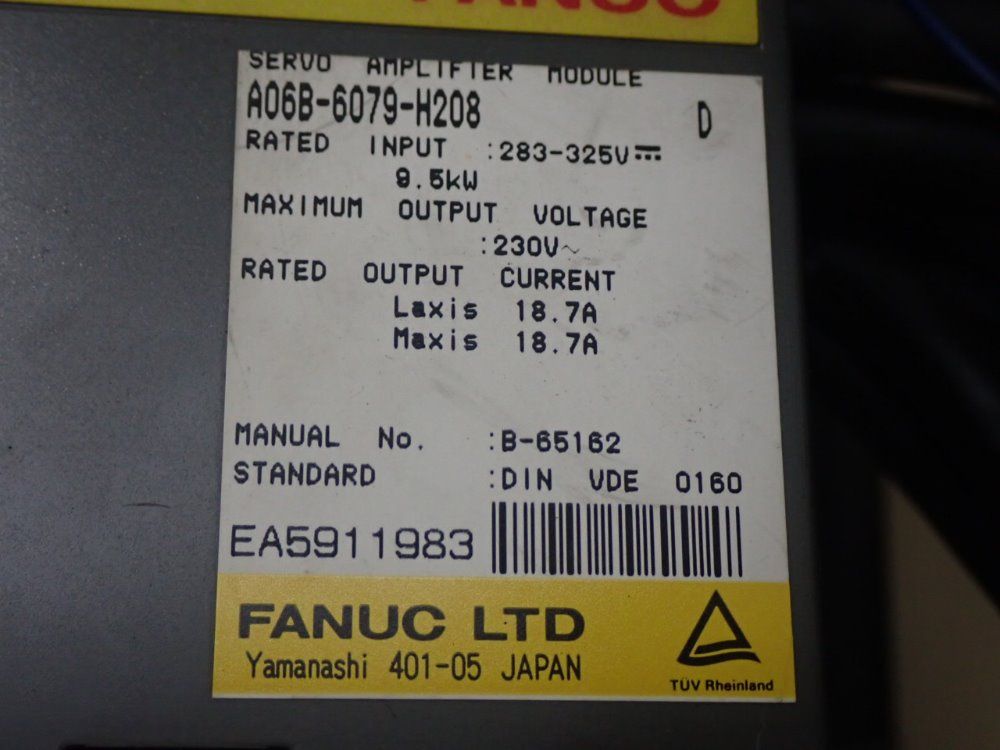 FANUC
SERVO AMPLIFIER MODULE
A06B-6079-H208 D
RATED INPUT :283-325V⎓
9.5kW
MAXIMUM OUTPUT VOLTAGE
:230V~
RATED OUTPUT CURRENT
Laxis 18.7A
Maxis 18.7A
MANUAL No. :B-65162
STANDARD :DIN VDE 0160
EA5911983
FANUC LTD
Yamanashi 401-05 JAPAN
TÜV Rheinland